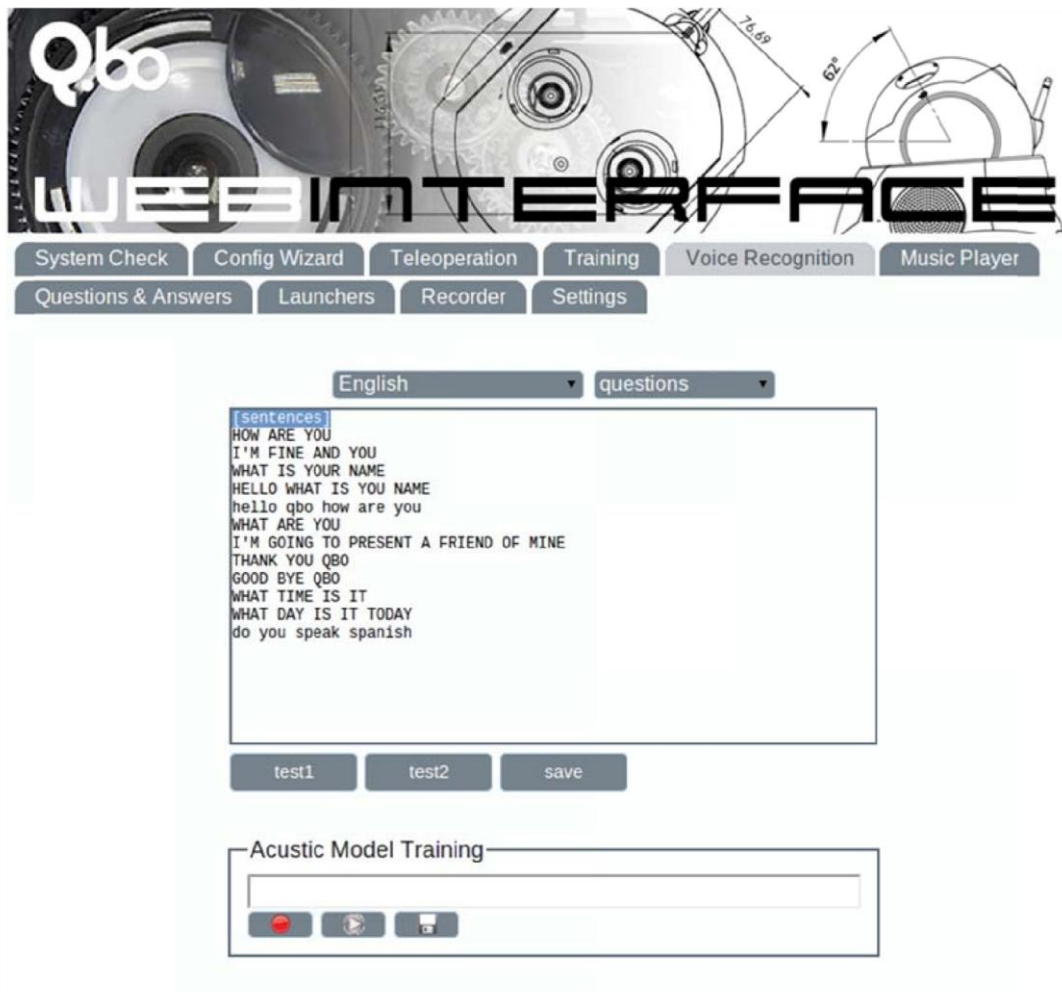 Qbo
WEBINTERFACE
76,69
62°
System Check Config Wizard Teleoperation Training Voice Recognition Music Player
Questions & Answers Launchers Recorder Settings
English questions
[sentences]
HOW ARE YOU
I'M FINE AND YOU
WHAT IS YOUR NAME
HELLO WHAT IS YOU NAME
hello qbo how are you
WHAT ARE YOU
I'M GOING TO PRESENT A FRIEND OF MINE
THANK YOU QBO
GOOD BYE QBO
WHAT TIME IS IT
WHAT DAY IS IT TODAY
do you speak spanish
test1 test2 save
Acustic Model Training